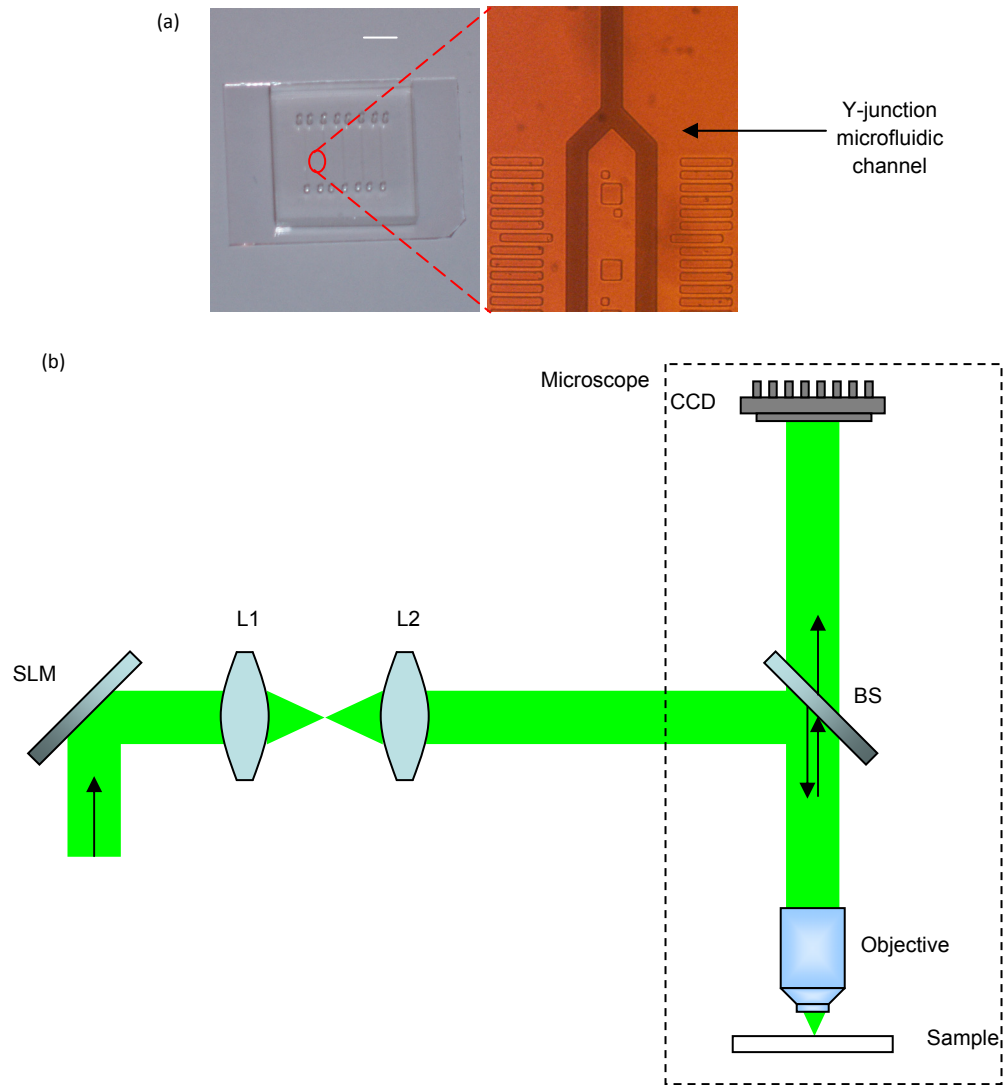 (a)
Y-junction
microfluidic
channel
(b)
Microscope
CCD
L1
L2
SLM
BS
Objective
Sample